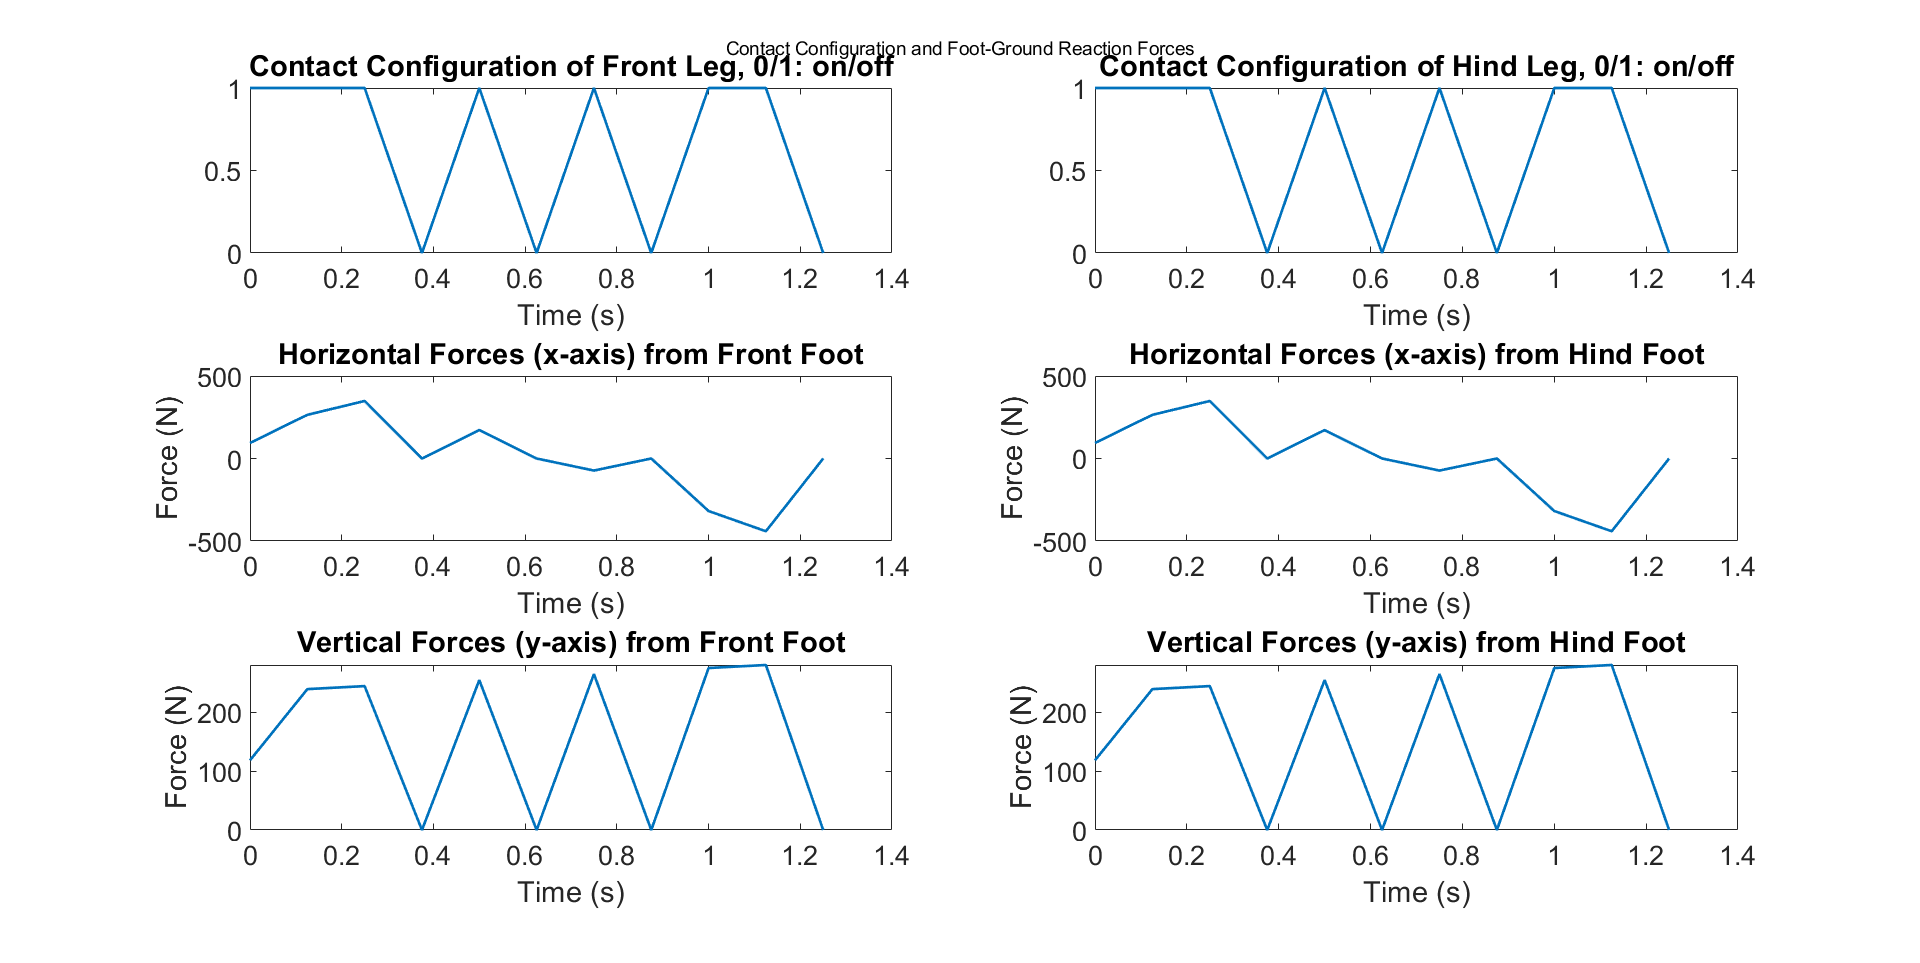 Contact Configuration and Foot-Ground Reaction Forces
Contact Configuration of Front Leg, 0/1: on/off
1
0.5
0
0 0.2 0.4 0.6 0.8 1 1.2 1.4
Time (s)
Contact Configuration of Hind Leg, 0/1: on/off
1
0.5
0
0 0.2 0.4 0.6 0.8 1 1.2 1.4
Time (s)
Horizontal Forces (x-axis) from Front Foot
Force (N)
500
0
-500
0 0.2 0.4 0.6 0.8 1 1.2 1.4
Time (s)
Horizontal Forces (x-axis) from Hind Foot
Force (N)
500
0
-500
0 0.2 0.4 0.6 0.8 1 1.2 1.4
Time (s)
Vertical Forces (y-axis) from Front Foot
Force (N)
200
100
0
0 0.2 0.4 0.6 0.8 1 1.2 1.4
Time (s)
Vertical Forces (y-axis) from Hind Foot
Force (N)
200
100
0
0 0.2 0.4 0.6 0.8 1 1.2 1.4
Time (s)